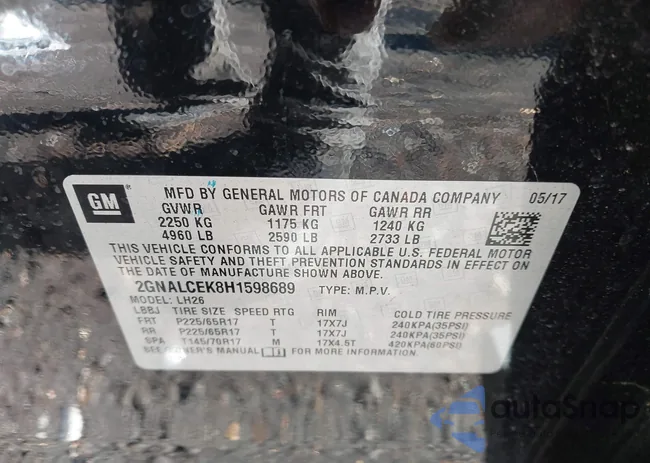 GM
MFD BY GENERAL MOTORS OF CANADA COMPANY 05/17
GVWR GAWR FRT GAWR RR
2250 KG 1175 KG 1240 KG
4960 LB 2590 LB 2733 LB
THIS VEHICLE CONFORMS TO ALL APPLICABLE U.S. FEDERAL MOTOR
VEHICLE SAFETY AND THEFT PREVENTION STANDARDS IN EFFECT ON
THE DATE OF MANUFACTURE SHOWN ABOVE.
2GNALCEK8H1598689 TYPE: M.P.V.
MODEL: LH26
LBBJ TIRE SIZE SPEED RTG RIM COLD TIRE PRESSURE
FRT P225/65R17 T 17X7J 240KPA(35PSI)
RR P225/65R17 T 17X7J 240KPA(35PSI)
SPA T145/70R17 M 17X4.5T 420KPA(60PSI)
SEE OWNER'S MANUAL FOR MORE INFORMATION.
autoSnap